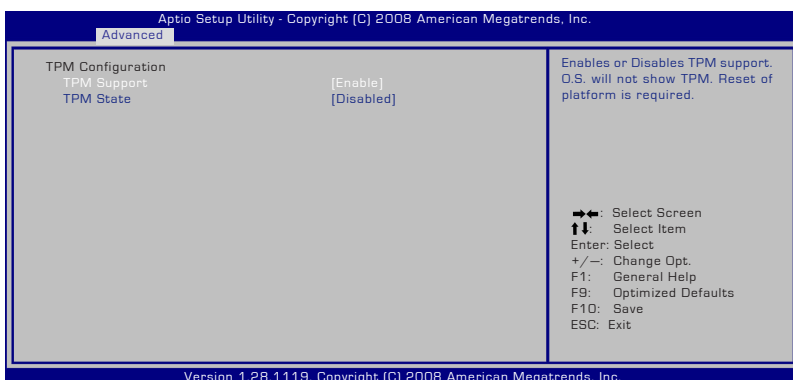 Aptio Setup Utility - Copyright (C) 2008 American Megatrends, Inc.
Advanced
TPM Configuration
TPM Support [Enable]
TPM State [Disabled]
Enables or Disables TPM support.
O.S. will not show TPM. Reset of
platform is required.
→←: Select Screen
↑↓: Select Item
Enter: Select
+/—: Change Opt.
F1: General Help
F9: Optimized Defaults
F10: Save
ESC: Exit
Version 1.28.1119. Copyright (C) 2008 American Megatrends, Inc.